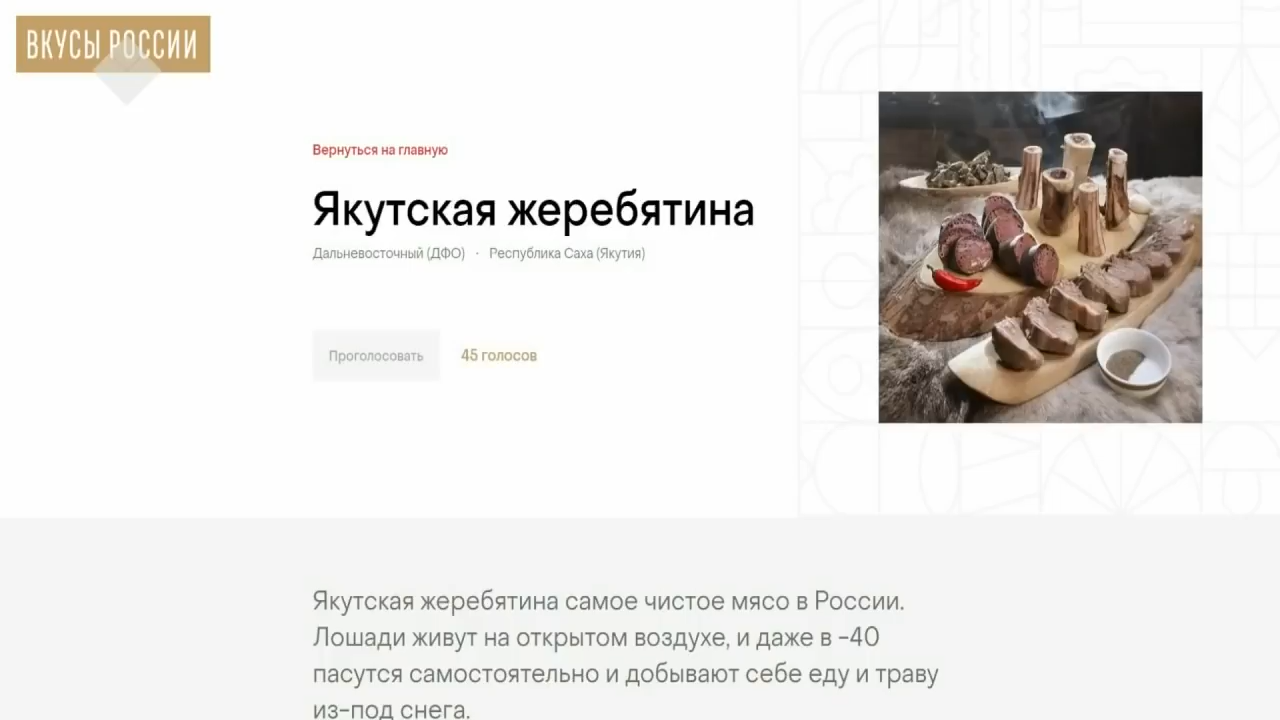 ВКУСЫ РОССИИ
Вернуться на главную
Якутская жеребятина
Дальневосточный (ДФО) · Республика Саха (Якутия)
Проголосовать 45 голосов
Якутская жеребятина самое чистое мясо в России.
Лошади живут на открытом воздухе, и даже в -40
пасутся самостоятельно и добывают себе еду и траву
из-под снега.